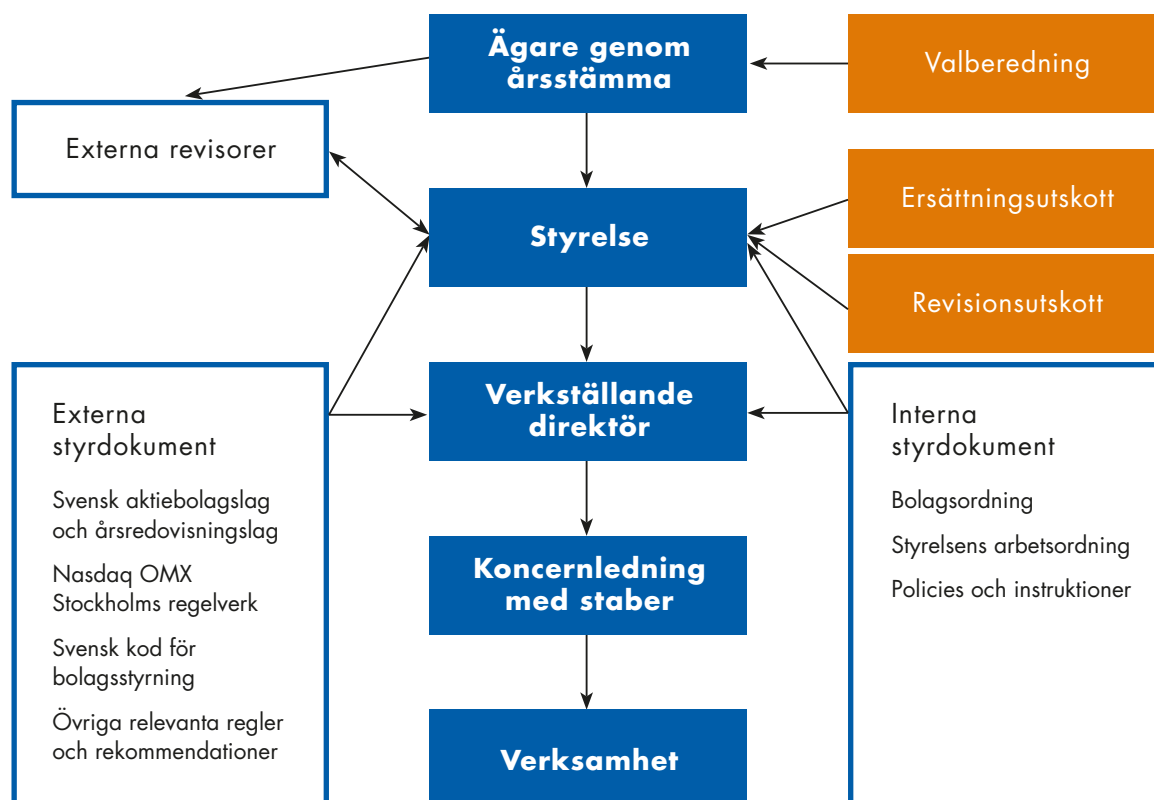 Ägare genom
årsstämma
Valberedning
Externa revisorer
Ersättningsutskott
Styrelse
Revisionsutskott
Verkställande
direktör
Externa
styrdokument
Svensk aktiebolagslag
och årsredovisningslag
Nasdaq OMX
Stockholms regelverk
Svensk kod för
bolagsstyrning
Övriga relevanta regler
och rekommendationer
Interna
styrdokument
Bolagsordning
Styrelsens arbetsordning
Policies och instruktioner
Koncernledning
med staber
Verksamhet